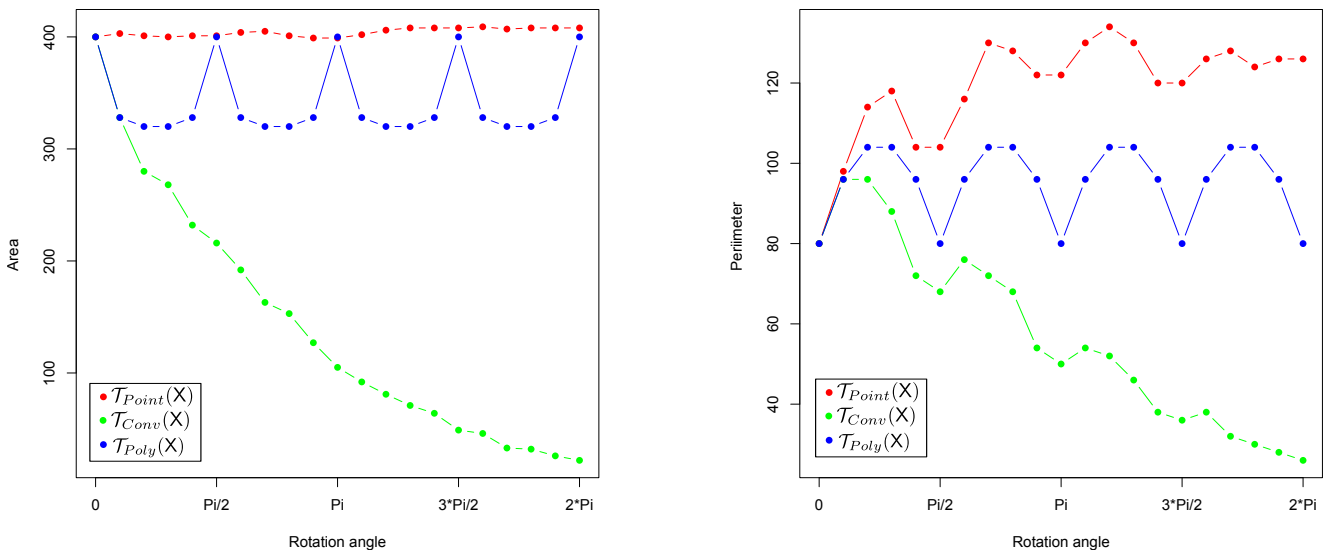 Area
400
300
200
100
0
Pi/2
Pi
3*Pi/2
2*Pi
Rotation angle
𝒯Point(X)
𝒯Conv(X)
𝒯Poly(X)
Periimeter
120
100
80
60
40
0
Pi/2
Pi
3*Pi/2
2*Pi
Rotation angle
𝒯Point(X)
𝒯Conv(X)
𝒯Poly(X)